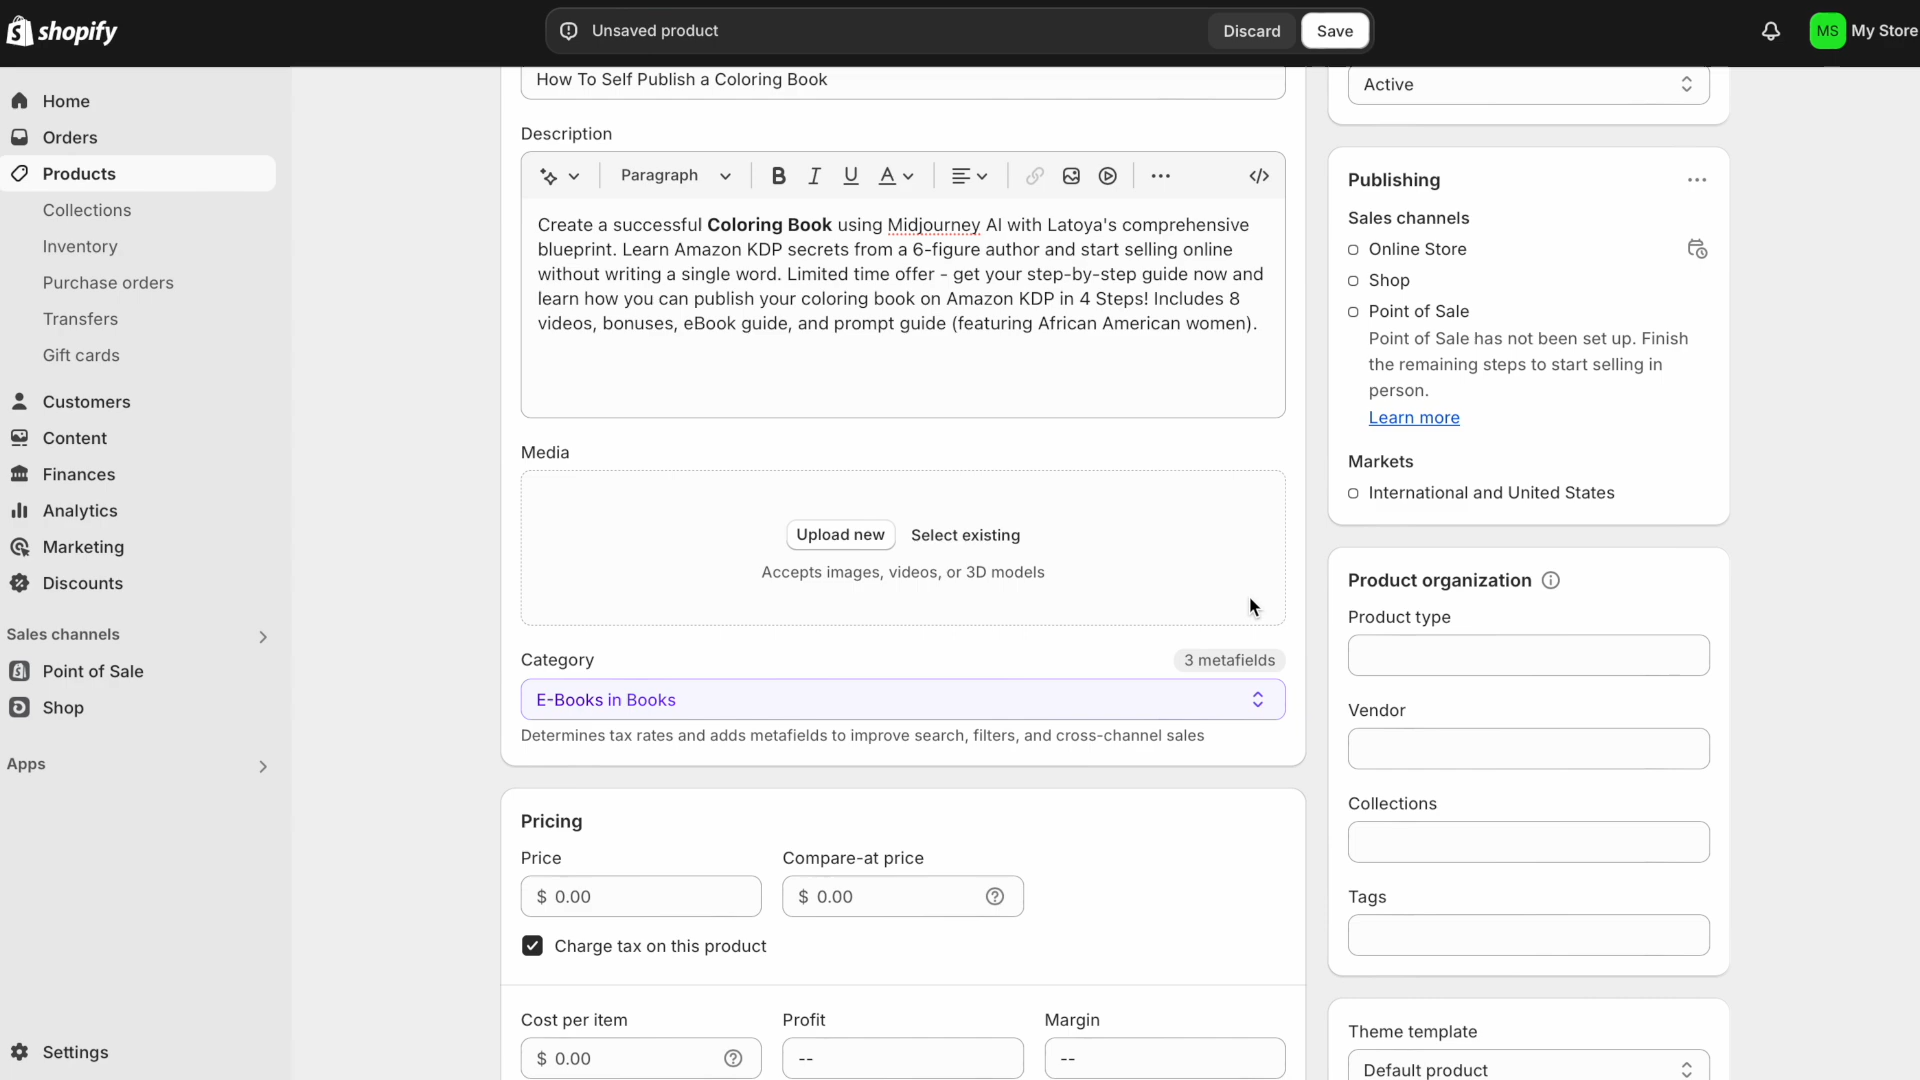 shopify
Unsaved product
Discard
Save
MS
My Store
Home
Orders
Products
Collections
Inventory
Purchase orders
Transfers
Gift cards
Customers
Content
Finances
Analytics
Marketing
Discounts
Sales channels
Point of Sale
Shop
Apps
Settings
How To Self Publish a Coloring Book
Description
Paragraph
B I U A
Create a successful Coloring Book using Midjourney AI with Latoya's comprehensive
blueprint. Learn Amazon KDP secrets from a 6-figure author and start selling online
without writing a single word. Limited time offer - get your step-by-step guide now and
learn how you can publish your coloring book on Amazon KDP in 4 Steps! Includes 8
videos, bonuses, eBook guide, and prompt guide (featuring African American women).
Media
Upload new
Select existing
Accepts images, videos, or 3D models
Category
3 metafields
E-Books in Books
Determines tax rates and adds metafields to improve search, filters, and cross-channel sales
Pricing
Price
Compare-at price
$ 0.00
$ 0.00
Charge tax on this product
Cost per item
Profit
Margin
$ 0.00
--
--
Active
Publishing
Sales channels
Online Store
Shop
Point of Sale
Point of Sale has not been set up. Finish
the remaining steps to start selling in
person.
Learn more
Markets
International and United States
Product organization
Product type
Vendor
Collections
Tags
Theme template
Default product